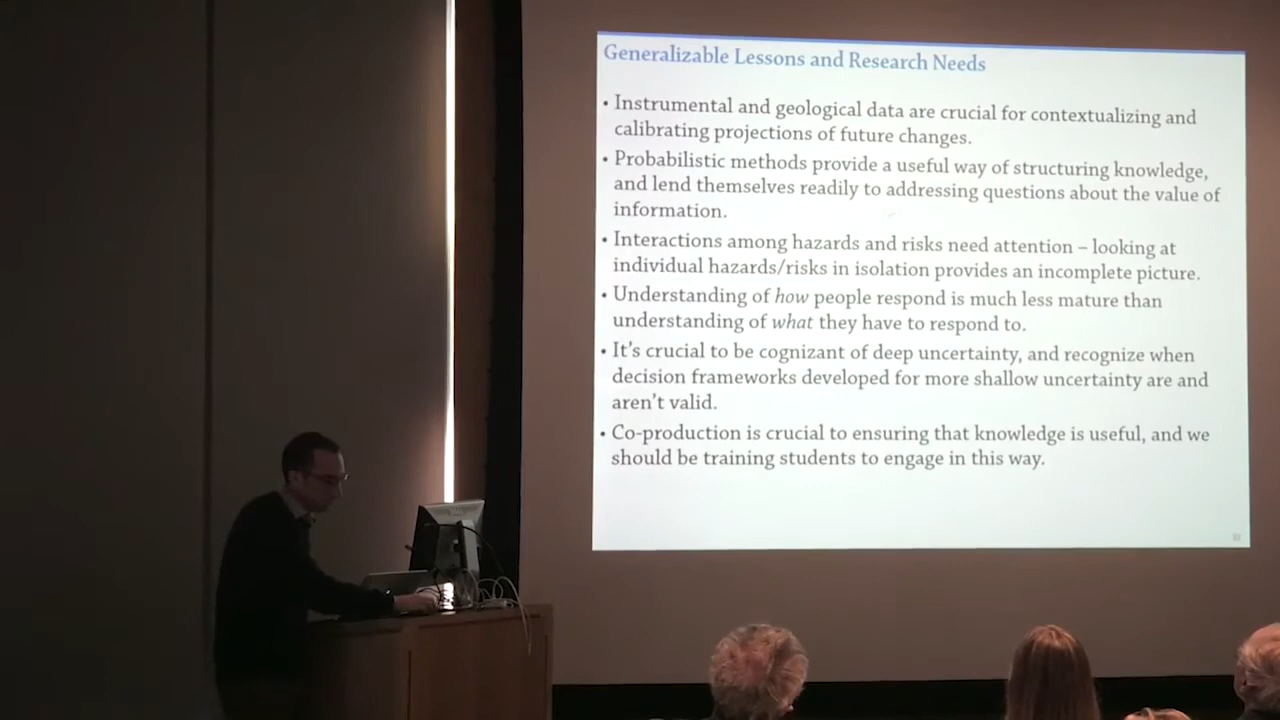 Generalizable Lessons and Research Needs
• Instrumental and geological data are crucial for contextualizing and
calibrating projections of future changes.
• Probabilistic methods provide a useful way of structuring knowledge,
and lend themselves readily to addressing questions about the value of
information.
• Interactions among hazards and risks need attention – looking at
individual hazards/risks in isolation provides an incomplete picture.
• Understanding of how people respond is much less mature than
understanding of what they have to respond to.
• It's crucial to be cognizant of deep uncertainty, and recognize when
decision frameworks developed for more shallow uncertainty are and
aren't valid.
• Co-production is crucial to ensuring that knowledge is useful, and we
should be training students to engage in this way.